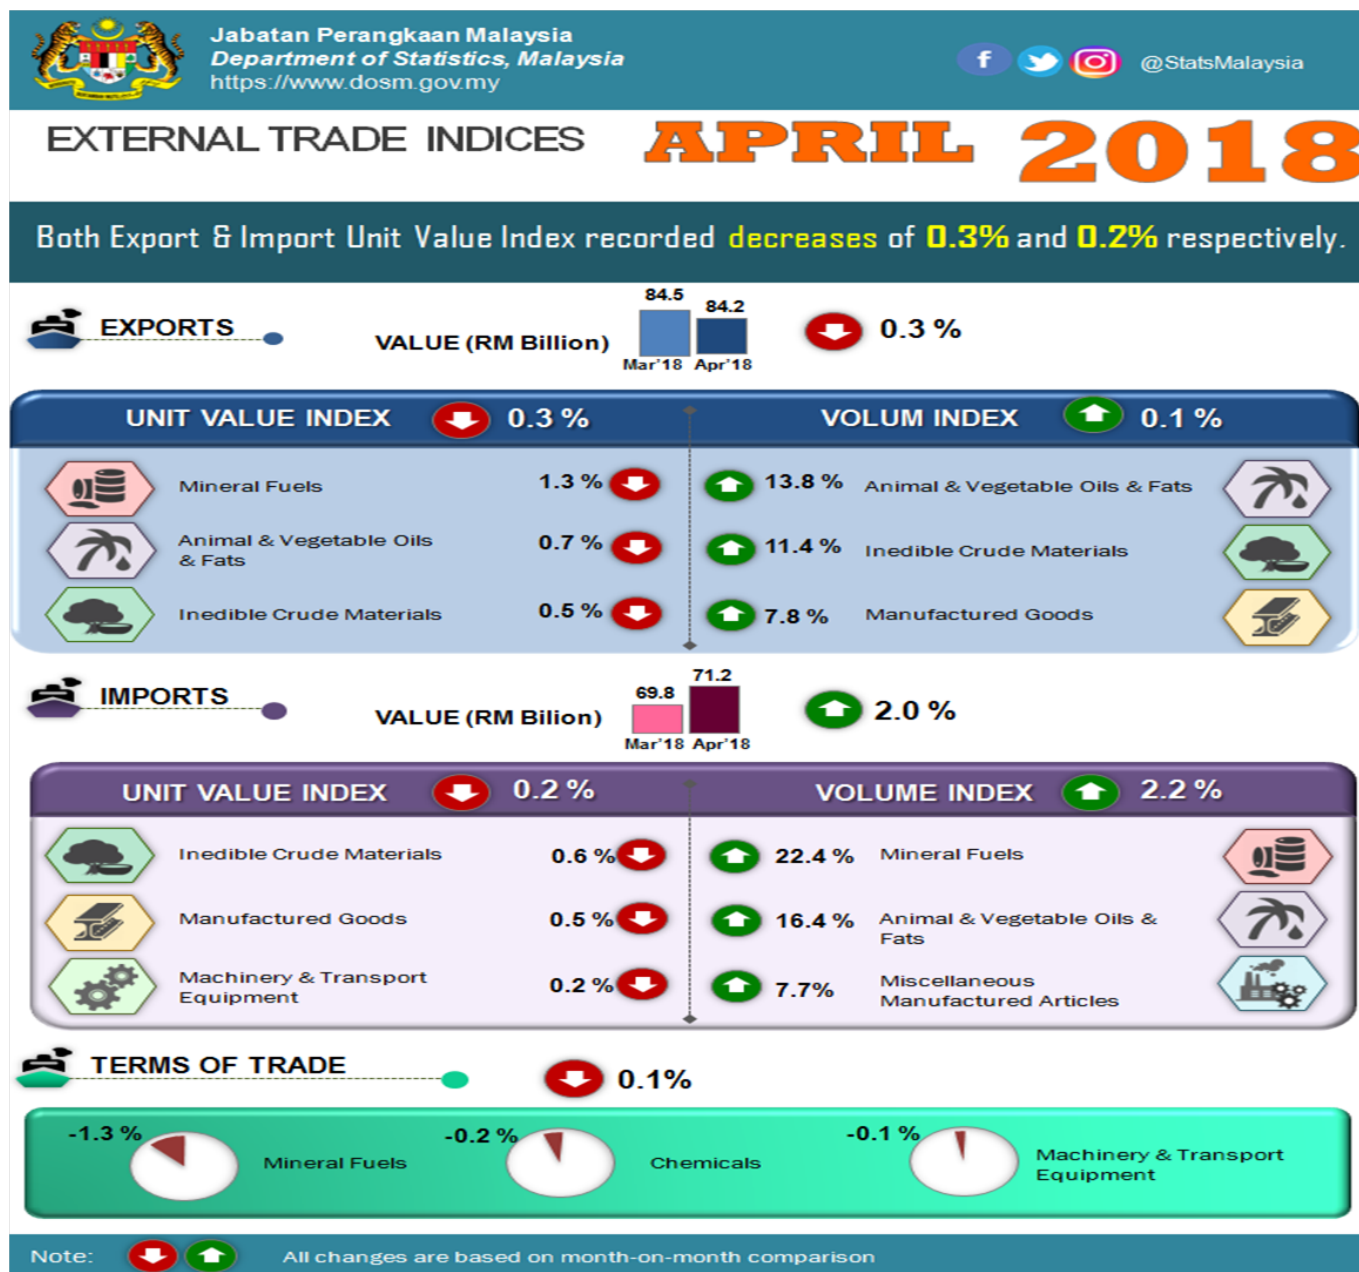 Jabatan Perangkaan Malaysia
Department of Statistics, Malaysia
https://www.dosm.gov.my
@StatsMalaysia
EXTERNAL TRADE INDICES
APRIL 2018
Both Export & Import Unit Value Index recorded decreases of 0.3% and 0.2% respectively.
EXPORTS
VALUE (RM Billion)
84.5
84.2
Mar'18 Apr'18
0.3 %
UNIT VALUE INDEX 0.3 %
VOLUM INDEX 0.1 %
Mineral Fuels 1.3 %
Animal & Vegetable Oils
& Fats
0.7 %
Inedible Crude Materials 0.5 %
13.8 % Animal & Vegetable Oils & Fats
11.4 % Inedible Crude Materials
7.8 % Manufactured Goods
IMPORTS
VALUE (RM Bilion)
69.8
71.2
Mar'18 Apr'18
2.0 %
UNIT VALUE INDEX 0.2 %
VOLUME INDEX 2.2 %
Inedible Crude Materials 0.6 %
Manufactured Goods 0.5 %
Machinery & Transport
Equipment
0.2 %
22.4 % Mineral Fuels
16.4 % Animal & Vegetable Oils &
Fats
7.7% Miscellaneous
Manufactured Articles
TERMS OF TRADE
0.1%
-1.3 %
Mineral Fuels
-0.2 %
Chemicals
-0.1 %
Machinery & Transport
Equipment
Note: All changes are based on month-on-month comparison